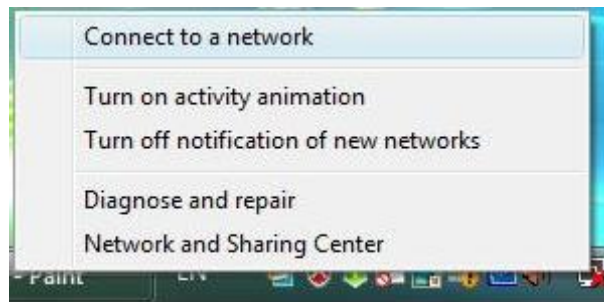 Connect to a network
Turn on activity animation
Turn off notification of new networks
Diagnose and repair
Network and Sharing Center
- Paint EN